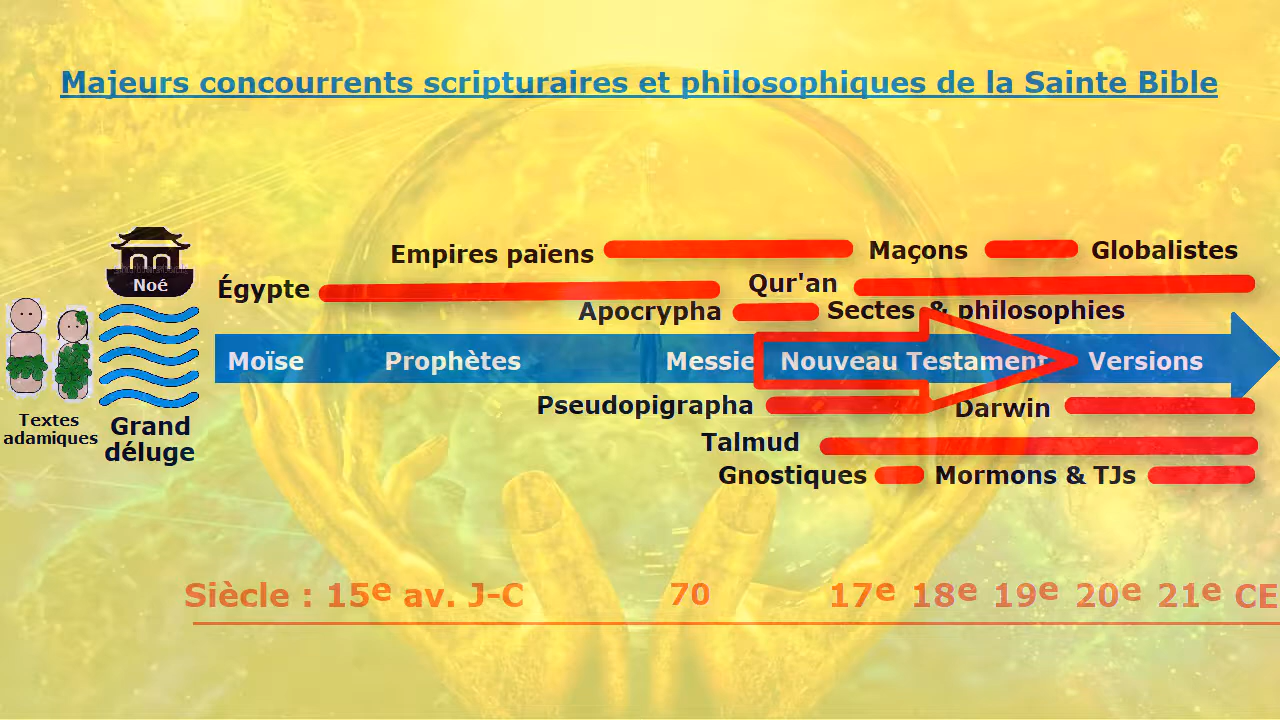 Majeurs concourrents scripturaires et philosophiques de la Sainte Bible
Empires païens
Maçons
Globalistes
Noé
Égypte
Qur'an
Apocrypha
Sectes & philosophies
Moïse
Prophètes
Messie
Nouveau Testament
Versions
Pseudopigrapha
Darwin
Textes
adamiques
Grand
déluge
Talmud
Gnostiques
Mormons & TJs
Siècle : 15e av. J-C 70 17e 18e 19e 20e 21e CE